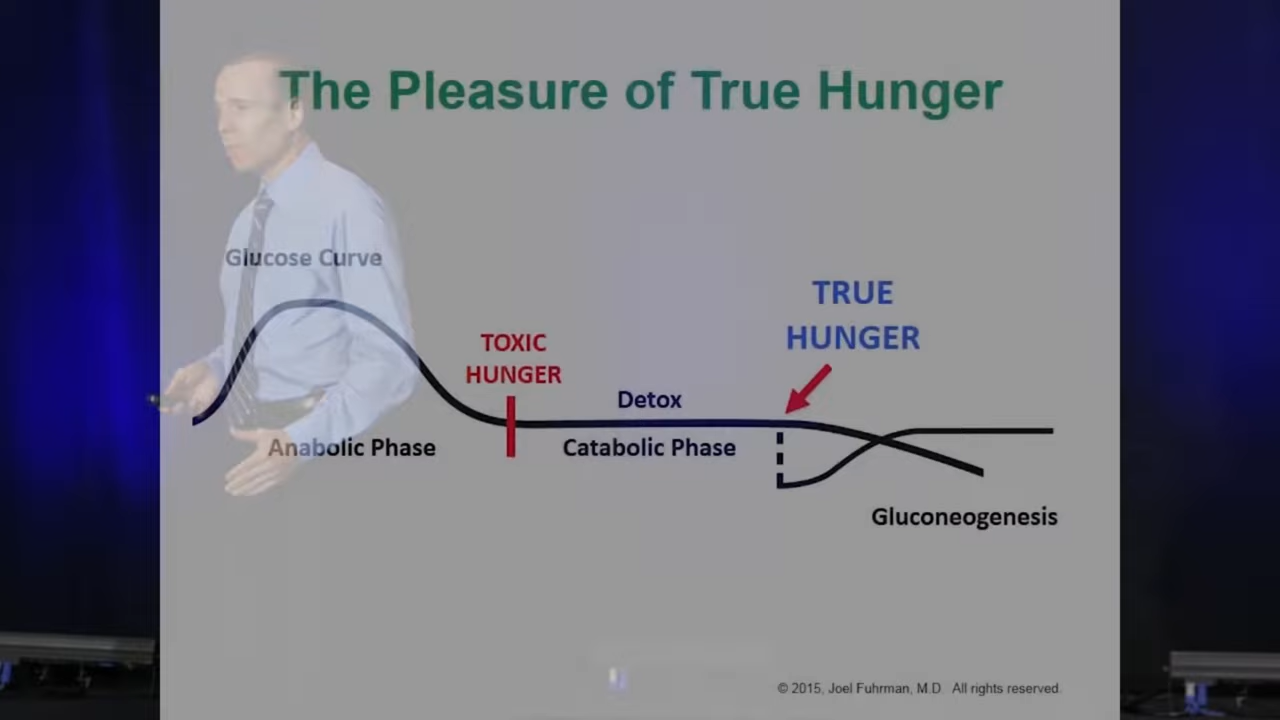 The Pleasure of True Hunger
Glucose Curve
TRUE
HUNGER
TOXIC
HUNGER
Detox
Anabolic Phase
Catabolic Phase
Gluconeogenesis
© 2015, Joel Fuhrman, M.D All rights reserved.